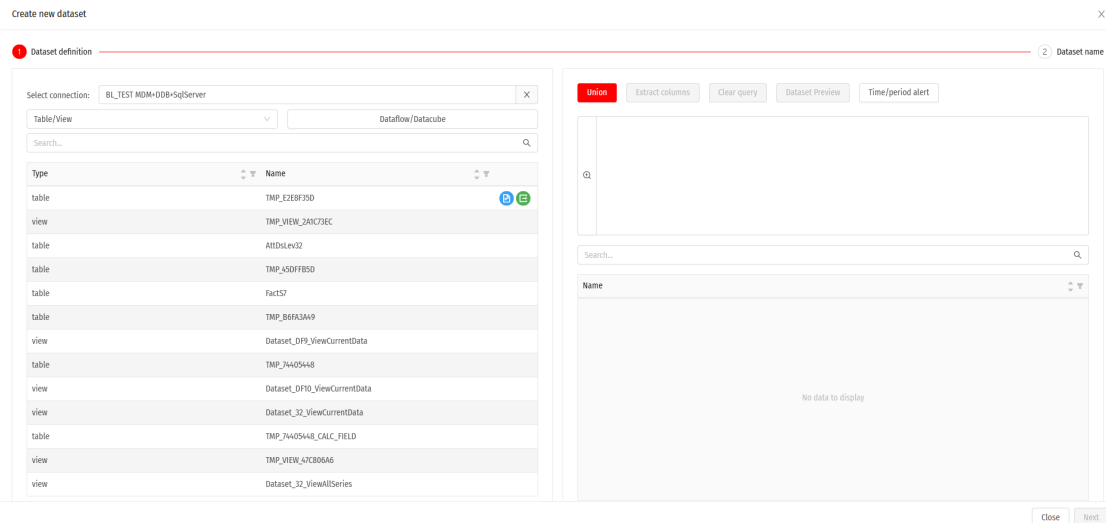 Create new dataset
1 Dataset definition
2 Dataset name
Select connection: BL_TEST MDM+DDB+SqlServer X
Table/View
Dataflow/Datacube
Search...
Type Name
table TMP_E2E8F35D
view TMP_VIEW_2A1C73EC
table AttDsLev32
table TMP_45DFFB5D
table FactS7
table TMP_B6FA3A49
view Dataset_DF9_ViewCurrentData
table TMP_74405448
view Dataset_DF10_ViewCurrentData
view Dataset_32_ViewCurrentData
table TMP_74405448_CALC_FIELD
view TMP_VIEW_47C806A6
view Dataset_32_ViewAllSeries
Union Extract columns Clear query Dataset Preview Time/period alert
Search...
Name
No data to display
Close Next